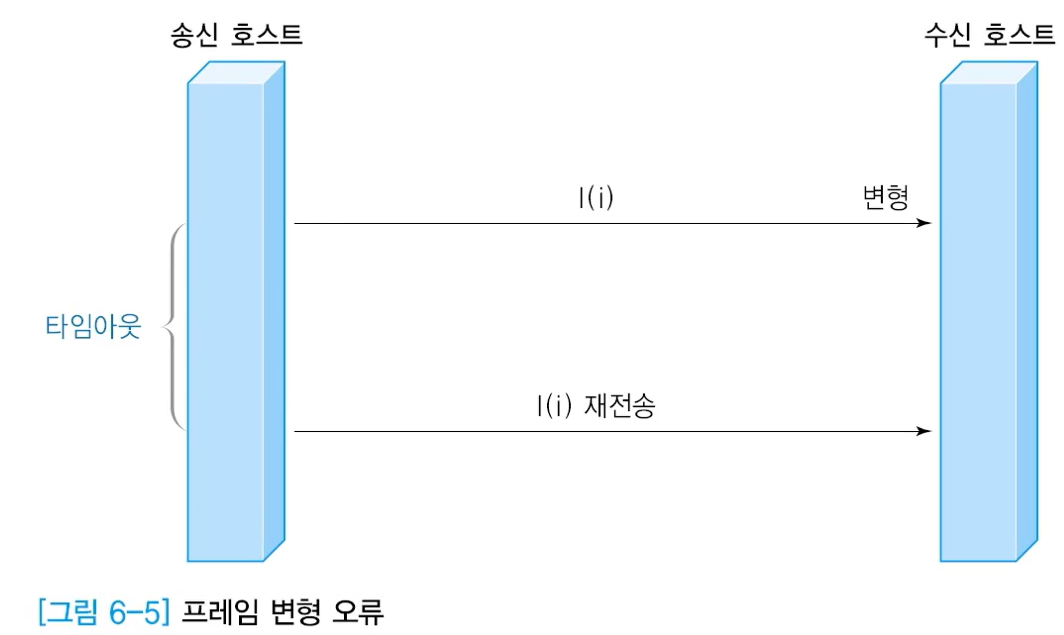 송신 호스트
수신 호스트
I(i)
변형
타임아웃
I(i) 재전송
[그림 6-5] 프레임 변형 오류